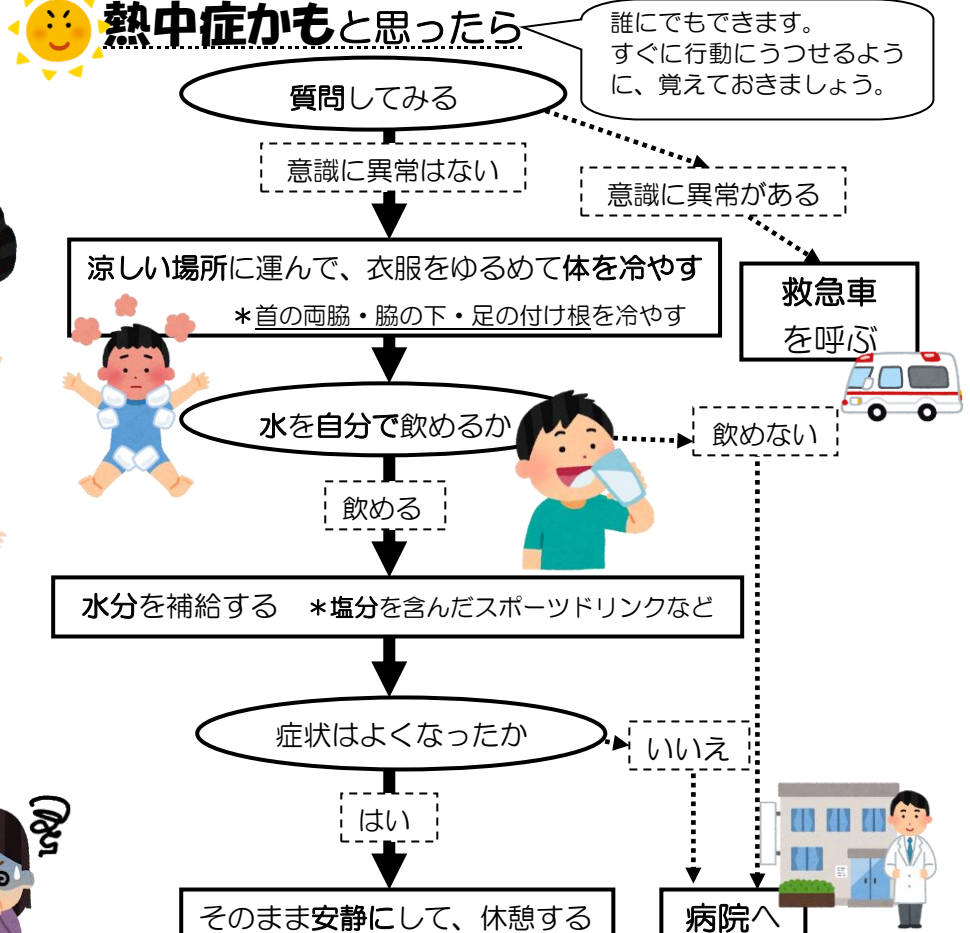 熱中症かもと思ったら
誰にでもできます。
すぐに行動にうつせるよう
に、覚えておきましょう。
質問してみる
意識に異常はない
意識に異常がある
涼しい場所に運んで、衣服をゆるめて体を冷やす
＊首の両脇・脇の下・足の付け根を冷やす
救急車
を呼ぶ
水を自分で飲めるか
飲めない
飲める
水分を補給する　＊塩分を含んだスポーツドリンクなど
症状はよくなったか
いいえ
はい
そのまま安静にして、休憩する
病院へ